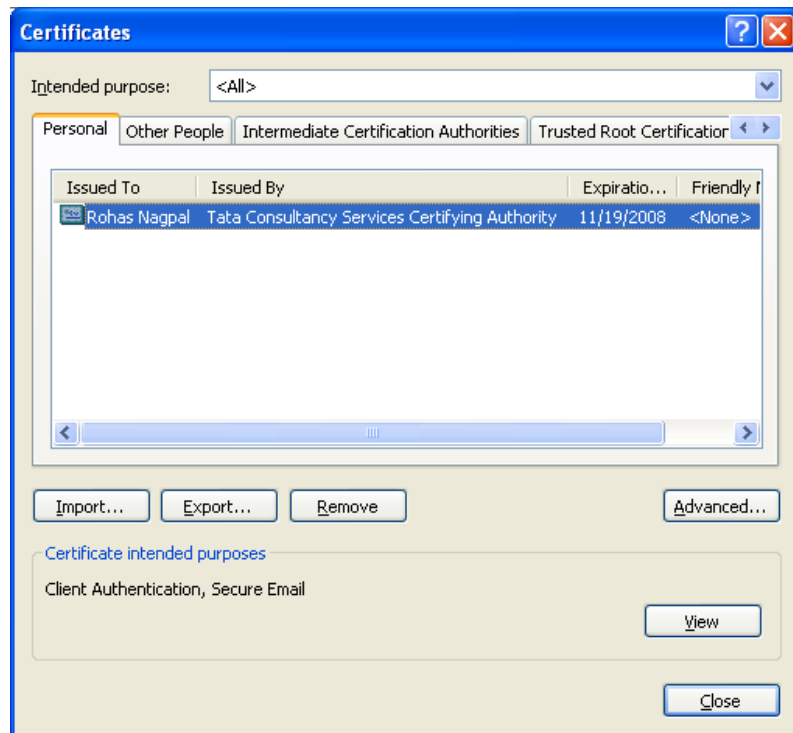 Certificates
Intended purpose: <All>
Personal Other People Intermediate Certification Authorities Trusted Root Certification
Issued To Issued By Expiratio... Friendly
Rohas Nagpal Tata Consultancy Services Certifying Authority 11/19/2008 <None>
Import... Export... Remove Advanced...
Certificate intended purposes
Client Authentication, Secure Email
View
Close